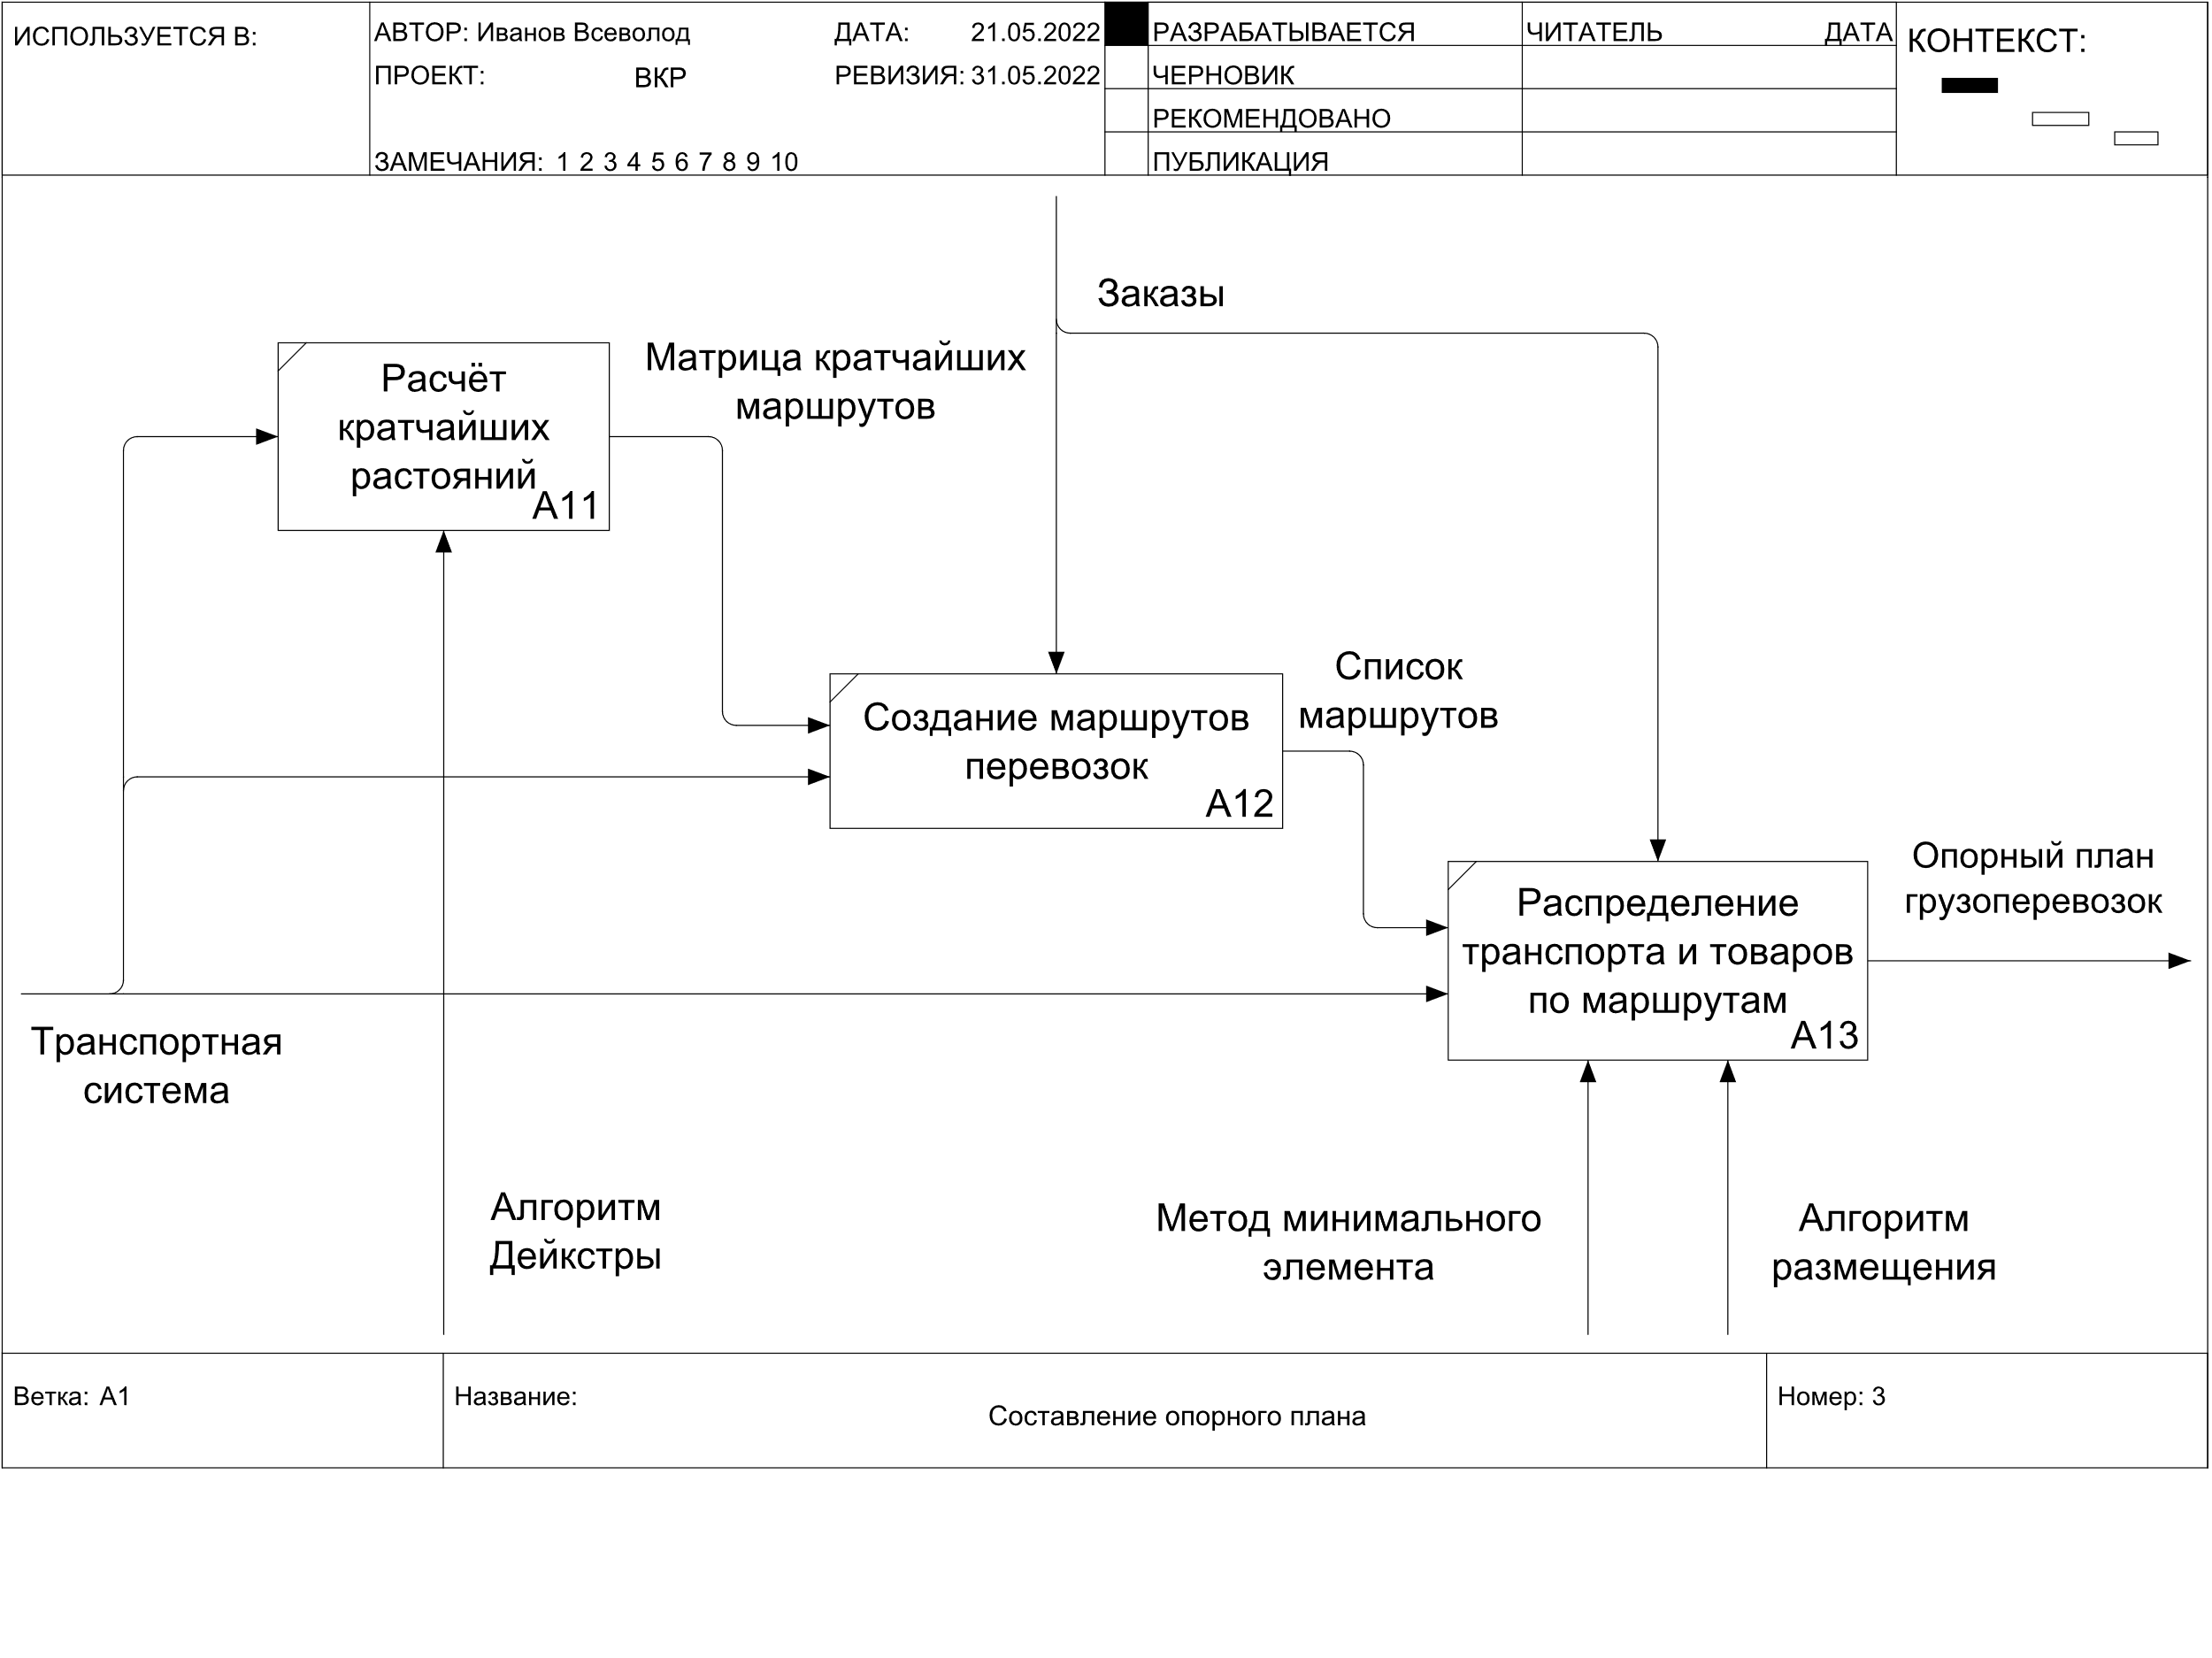 ИСПОЛЬЗУЕТСЯ В:
АВТОР: Иванов Всеволод
ДАТА: 21.05.2022
ПРОЕКТ: ВКР
РЕВИЗИЯ: 31.05.2022
ЗАМЕЧАНИЯ: 1 2 3 4 5 6 7 8 9 10
РАЗРАБАТЫВАЕТСЯ
ЧЕРНОВИК
РЕКОМЕНДОВАНО
ПУБЛИКАЦИЯ
ЧИТАТЕЛЬ ДАТА
КОНТЕКСТ:
Заказы
Расчёт
кратчайших
растояний
A11
Матрица кратчайших
маршрутов
Создание маршрутов
перевозок
A12
Список
маршрутов
Распределение
транспорта и товаров
по маршрутам
A13
Опорный план
грузоперевозок
Транспортная
система
Алгоритм
Дейкстры
Метод минимального
элемента
Алгоритм
размещения
Ветка: A1
Название:
Составление опорного плана
Номер: 3